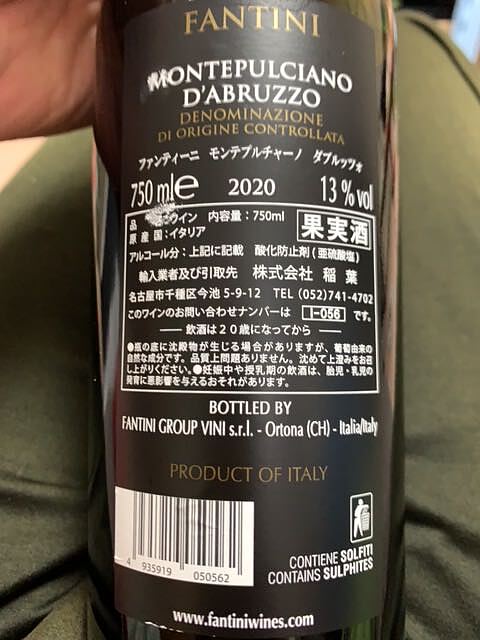 FANTINI
MONTEPULCIANO
D'ABRUZZO
DENOMINAZIONE
DI ORIGINE CONTROLLATA
ファンティーニ モンテプルチャーノ ダブルッツォ
750 ml e 2020 13 % vol
品 ワイン 内容量:750ml
原産国:イタリア
果実酒
アルコール分:上記に記載 酸化防止剤(亜硫酸塩)
輸入業者及び引取先 株式会社 稲葉
名古屋市千種区今池 5-9-12 TEL (052)741-4702
このワインのお問い合わせナンバーは I-056 です。
飲酒は20歳になってから
●瓶の底に沈殿物が生じる場合がありますが、葡萄由来の
自然な成分です。品質上問題ありません。沈めて上澄みをお召
し上がりください。●妊娠中や授乳期の飲酒は、胎児・乳児の
発育に悪影響を与えるおそれがあります。
BOTTLED BY
FANTINI GROUP VINI s.r.l. - Ortona (CH) - Italia/Italy
PRODUCT OF ITALY
4 935919 050562
CONTIENE SOLFITI
CONTAINS SULPHITES
www.fantiniwines.com